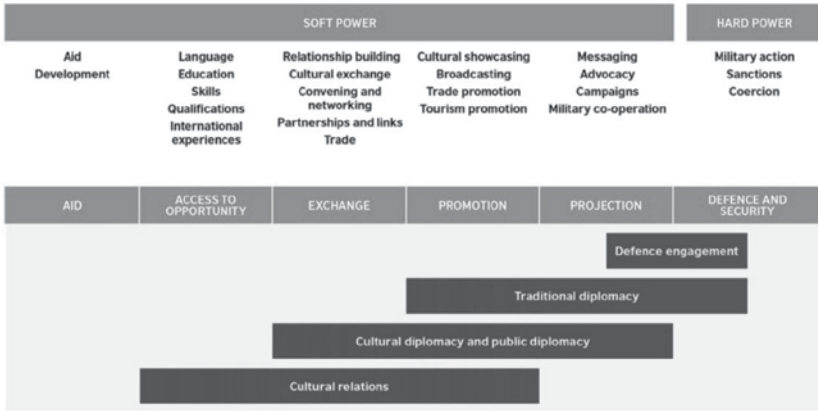 SOFT POWER
HARD POWER
Aid
Development
Language
Education
Skills
Qualifications
International
experiences
Relationship building
Cultural exchange
Convening and
networking
Partnerships and links
Trade
Cultural showcasing
Broadcasting
Trade promotion
Tourism promotion
Messaging
Advocacy
Campaigns
Military co-operation
Military action
Sanctions
Coercion
AID
ACCESS TO
OPPORTUNITY
EXCHANGE
PROMOTION
PROJECTION
DEFENCE AND
SECURITY
Defence engagement
Traditional diplomacy
Cultural diplomacy and public diplomacy
Cultural relations